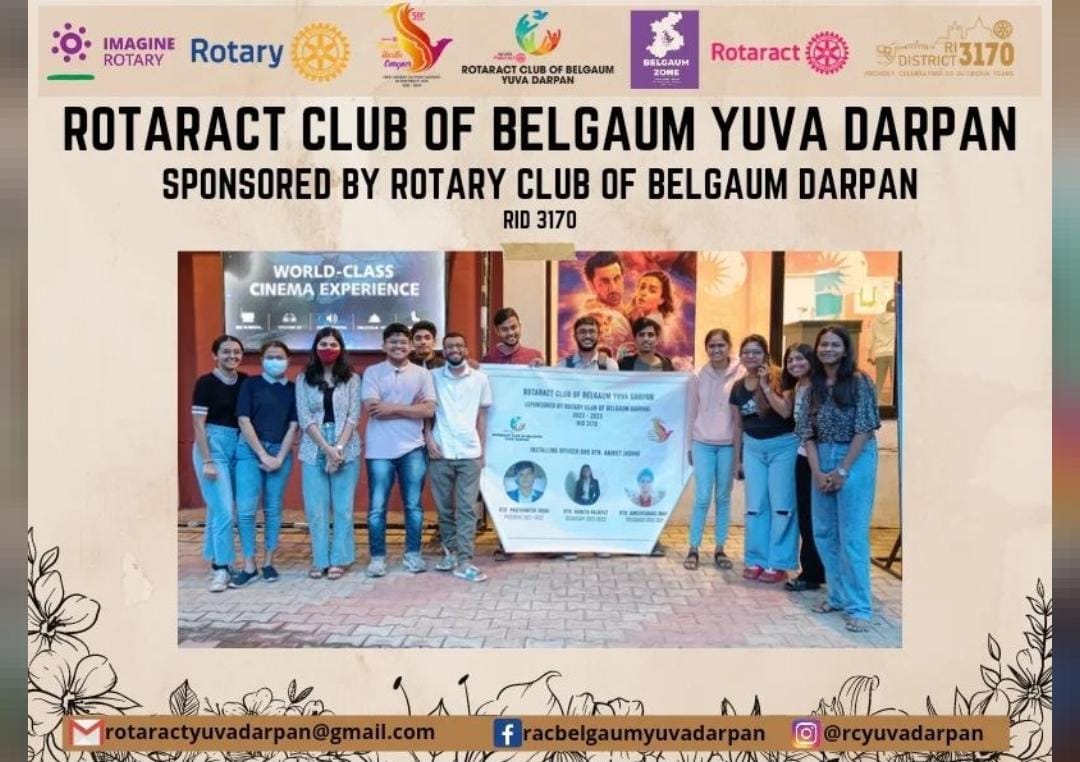 IMAGINE
ROTARY
Rotary
ROTARACT CLUB OF BELGAUM
YUVA DARPAN
BELGAUM
ZONE
Rotaract
RI
DISTRICT 3170
ROTARACT CLUB OF BELGAUM YUVA DARPAN
SPONSORED BY ROTARY CLUB OF BELGAUM DARPAN
RID 3170
WORLD-CLASS
CINEMA EXPERIENCE
ROTARACT CLUB OF BELGAUM YUVA DARPAN
SPONSORED BY ROTARY CLUB OF BELGAUM DARPAN
2022 - 2023
RID 3170
INSTALLING OFFICER
rotaractyuvadarpan@gmail.com
racbelgaumyuvadarpan
@rcyuvadarpan